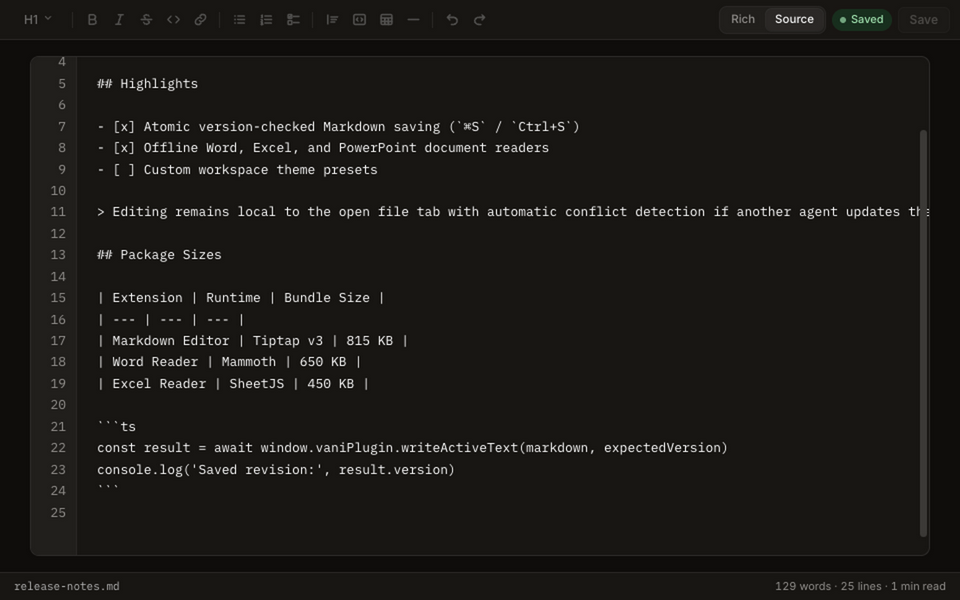 H1
Rich Source Saved Save
4
5 ## Highlights
6
7 - [x] Atomic version-checked Markdown saving (`⌘S` / `Ctrl+S`)
8 - [x] Offline Word, Excel, and PowerPoint document readers
9 - [ ] Custom workspace theme presets
10
11 > Editing remains local to the open file tab with automatic conflict detection if another agent updates the
12
13 ## Package Sizes
14
15 | Extension | Runtime | Bundle Size |
16 | --- | --- | --- |
17 | Markdown Editor | Tiptap v3 | 815 KB |
18 | Word Reader | Mammoth | 650 KB |
19 | Excel Reader | SheetJS | 450 KB |
20
21 ```ts
22 const result = await window.vaniPlugin.writeActiveText(markdown, expectedVersion)
23 console.log('Saved revision:', result.version)
24 ```
25
release-notes.md 129 words · 25 lines · 1 min read